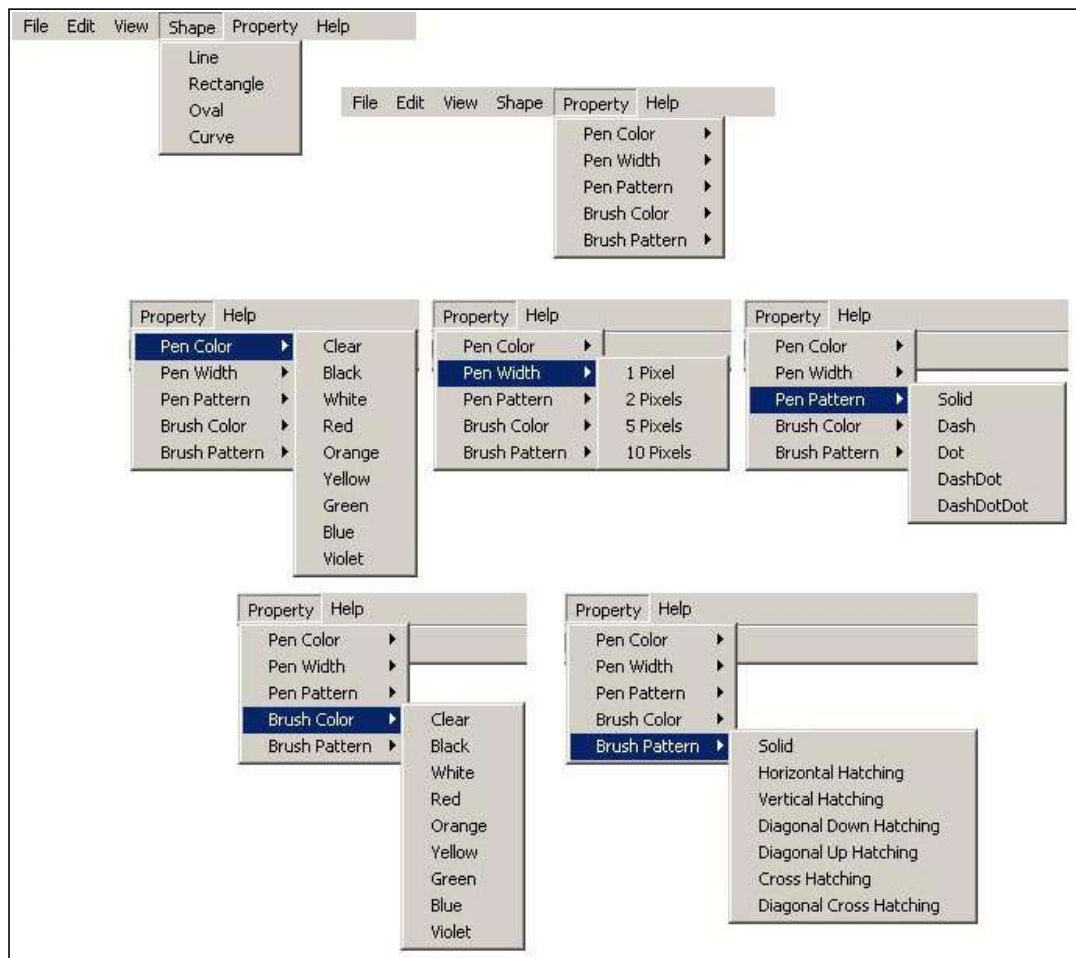 File Edit View Shape Property Help
Line
Rectangle
Oval
Curve
File Edit View Shape Property Help
Pen Color
Pen Width
Pen Pattern
Brush Color
Brush Pattern
Property Help
Pen Color
Pen Width
Pen Pattern
Brush Color
Brush Pattern
Clear
Black
White
Red
Orange
Yellow
Green
Blue
Violet
Property Help
Pen Color
Pen Width
Pen Pattern
Brush Color
Brush Pattern
1 Pixel
2 Pixels
5 Pixels
10 Pixels
Property Help
Pen Color
Pen Width
Pen Pattern
Brush Color
Brush Pattern
Solid
Dash
Dot
DashDot
DashDotDot
Property Help
Pen Color
Pen Width
Pen Pattern
Brush Color
Brush Pattern
Clear
Black
White
Red
Orange
Yellow
Green
Blue
Violet
Property Help
Pen Color
Pen Width
Pen Pattern
Brush Color
Brush Pattern
Solid
Horizontal Hatching
Vertical Hatching
Diagonal Down Hatching
Diagonal Up Hatching
Cross Hatching
Diagonal Cross Hatching